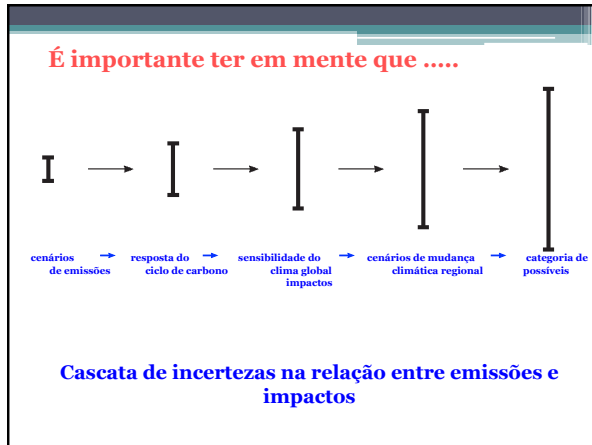 É importante ter em mente que .....
cenários
de emissões
resposta do
ciclo de carbono
sensibilidade do
clima global
impactos
cenários de mudança
climática regional
categoria de
possíveis
Cascata de incertezas na relação entre emissões e
impactos